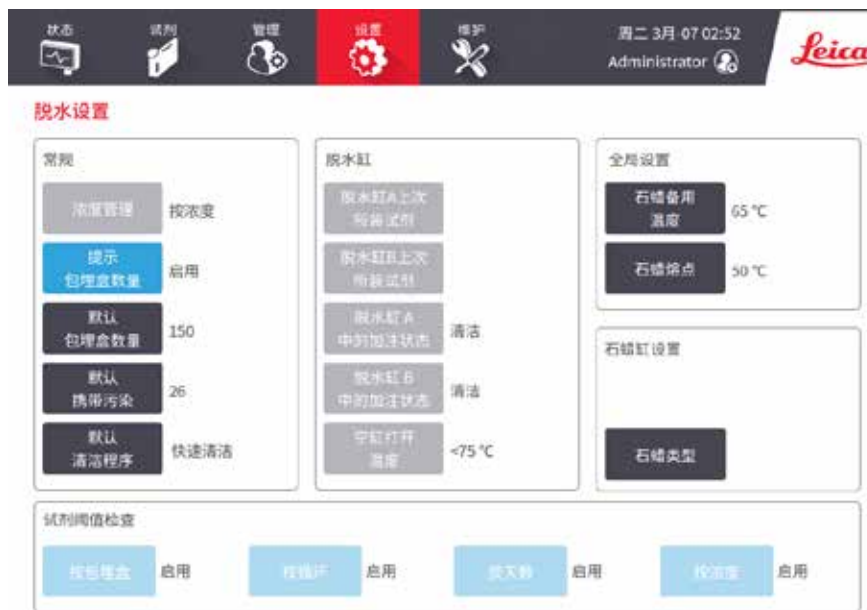 状态
试剂
管理
设置
维护
周二 3月 07 02:52
Administrator
Leica
脱水设置
常规
浓度管理
按浓度
提示
包埋盒数量
启用
默认
包埋盒数量
150
默认
携带污染
26
默认
清洁程序
快速清洁
脱水缸
脱水缸A上次
所装试剂
脱水缸B上次
所装试剂
脱水缸 A
中的加注状态
清洁
脱水缸 B
中的加注状态
清洁
空缸打开
温度
<75 °C
全局设置
石蜡备用
温度
65 °C
石蜡熔点
50 °C
石蜡缸设置
石蜡类型
试剂阈值检查
按包埋盒
启用
按循环
启用
按天数
启用
按浓度
启用